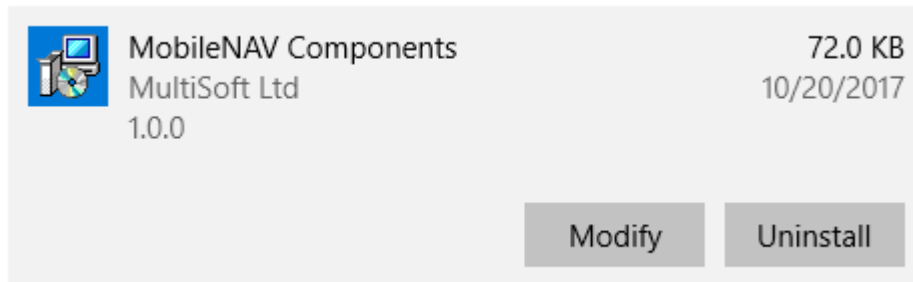 MobileNAV Components 72.0 KB
MultiSoft Ltd 10/20/2017
1.0.0
Modify Uninstall